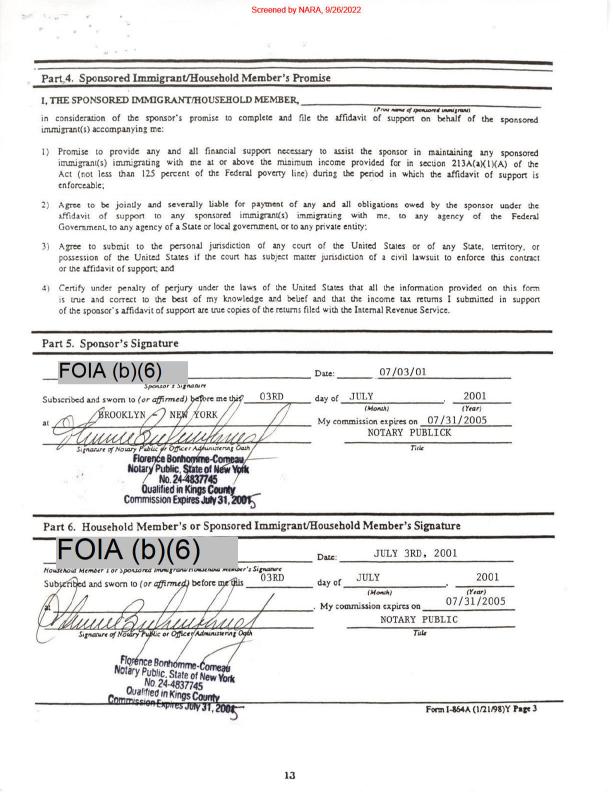 Screened by NARA, 9/26/2022
Part 4. Sponsored Immigrant/Household Member's Promise
I, THE SPONSORED IMMIGRANT/HOUSEHOLD MEMBER,
(Print name of sponsored immigrant)
in consideration of the sponsor's promise to complete and file the affidavit of support on behalf of the sponsored
immigrant(s) accompanying me:
1) Promise to provide any and all financial support necessary to assist the sponsor in maintaining any sponsored
immigrant(s) immigrating with me at or above the minimum income provided for in section 213A(a)(1)(A) of the
Act (not less than 125 percent of the Federal poverty line) during the period in which the affidavit of support is
enforceable;
2) Agree to be jointly and severally liable for payment of any and all obligations owed by the sponsor under the
affidavit of support to any sponsored immigrant(s) immigrating with me, to any agency of the Federal
Government, to any agency of a State or local government, or to any private entity;
3) Agree to submit to the personal jurisdiction of any court of the United States or of any State, territory, or
possession of the United States if the court has subject matter jurisdiction of a civil lawsuit to enforce this contract
or the affidavit of support; and
4) Certify under penalty of perjury under the laws of the United States that all the information provided on this form
is true and correct to the best of my knowledge and belief and that the income tax returns I submitted in support
of the sponsor's affidavit of support are true copies of the returns filed with the Internal Revenue Service.
Part 5. Sponsor's Signature
FOIA (b)(6) Date: 07/03/01
Sponsor's Signature
Subscribed and sworn to (or affirmed) before me this 03RD day of JULY, 2001
(Month) (Year)
at BROOKLYN - NEW YORK My commission expires on 07/31/2005
NOTARY PUBLICK
Signature of Notary Public or Officer Administering Oath Title
Florence Bonhomme-Comeau
Notary Public, State of New York
No. 24-4837745
Qualified in Kings County
Commission Expires July 31, 2005
Part 6. Household Member's or Sponsored Immigrant/Household Member's Signature
FOIA (b)(6) Date: JULY 3RD, 2001
Household Member's or Sponsored Immigrant/Household Member's Signature
Subscribed and sworn to (or affirmed) before me this 03RD day of JULY, 2001
(Month) (Year)
at . My commission expires on 07/31/2005
NOTARY PUBLIC
Signature of Notary Public or Officer Administering Oath Title
Florence Bonhomme-Comeau
Notary Public, State of New York
No. 24-4837745
Qualified in Kings County
Commission Expires July 31, 2005
Form I-864A (1/21/98)Y Page 3
13